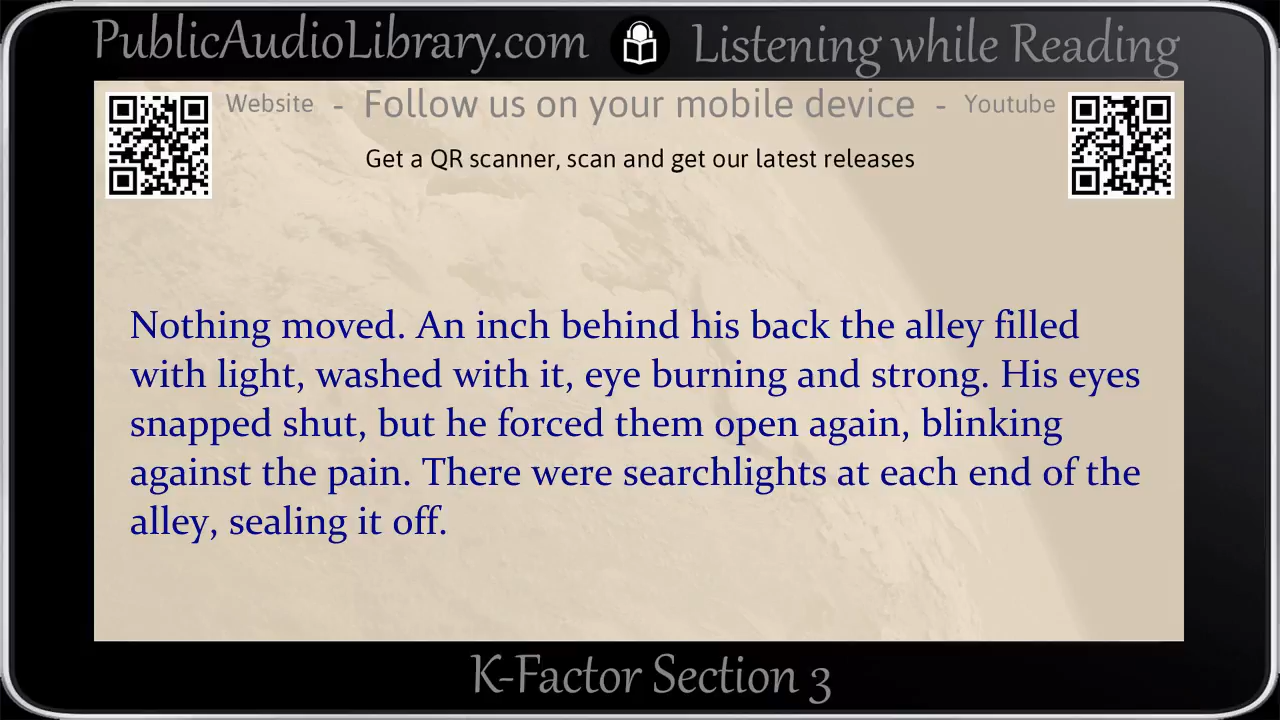 PublicAudioLibrary.com Listening while Reading
Website - Follow us on your mobile device - Youtube
Get a QR scanner, scan and get our latest releases
Nothing moved. An inch behind his back the alley filled
with light, washed with it, eye burning and strong. His eyes
snapped shut, but he forced them open again, blinking
against the pain. There were searchlights at each end of the
alley, sealing it off.
K-Factor Section 3